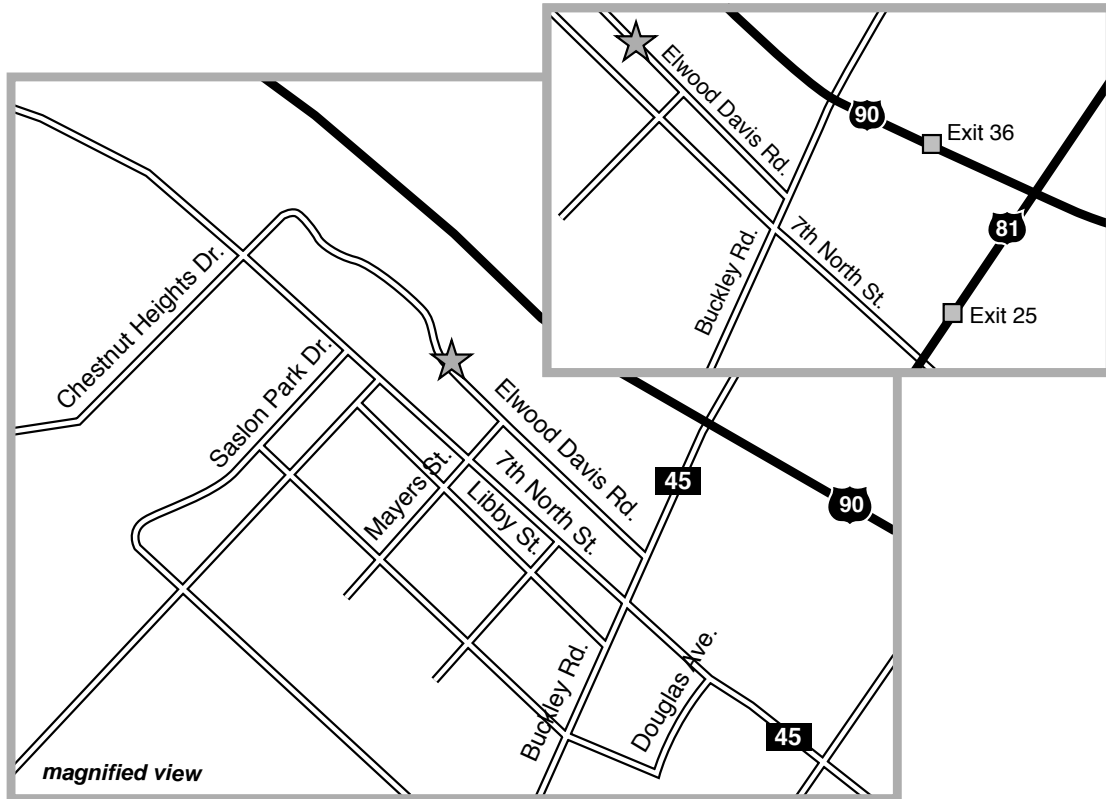 Elwood Davis Rd.
90
Exit 36
81
7th North St.
Buckley Rd.
Exit 25
Chestnut Heights Dr.
Saslon Park Dr.
Elwood Davis Rd.
Mayers St.
7th North St.
Libby St.
45
90
Buckley Rd.
Douglas Ave.
45
magnified view